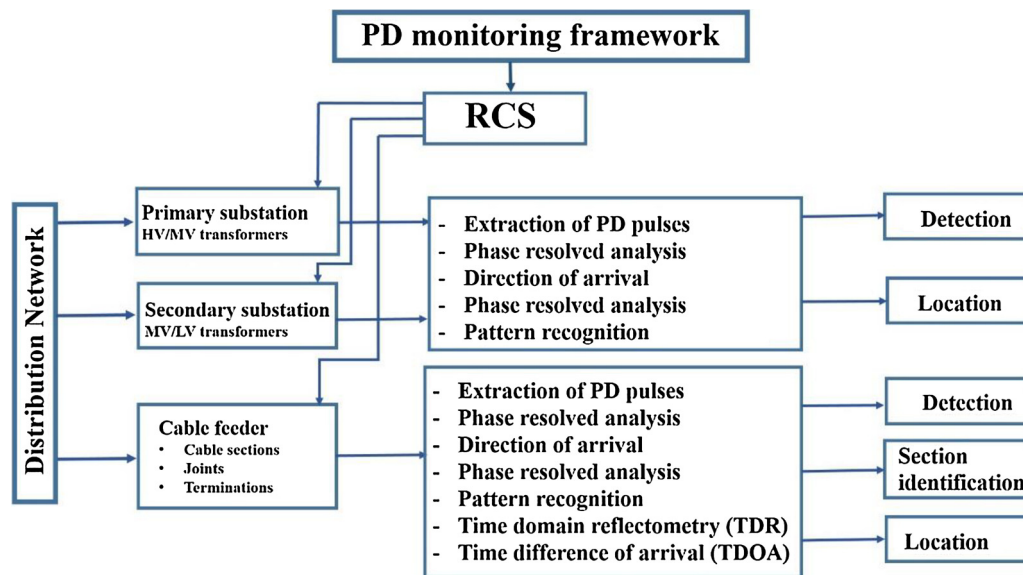 PD monitoring framework
RCS
Distribution Network
Primary substation
HV/MV transformers
Secondary substation
MV/LV transformers
Cable feeder
• Cable sections
• Joints
• Terminations
- Extraction of PD pulses
- Phase resolved analysis
- Direction of arrival
- Phase resolved analysis
- Pattern recognition
Detection
Location
- Extraction of PD pulses
- Phase resolved analysis
- Direction of arrival
- Phase resolved analysis
- Pattern recognition
- Time domain reflectometry (TDR)
- Time difference of arrival (TDOA)
Detection
Section
identification
Location